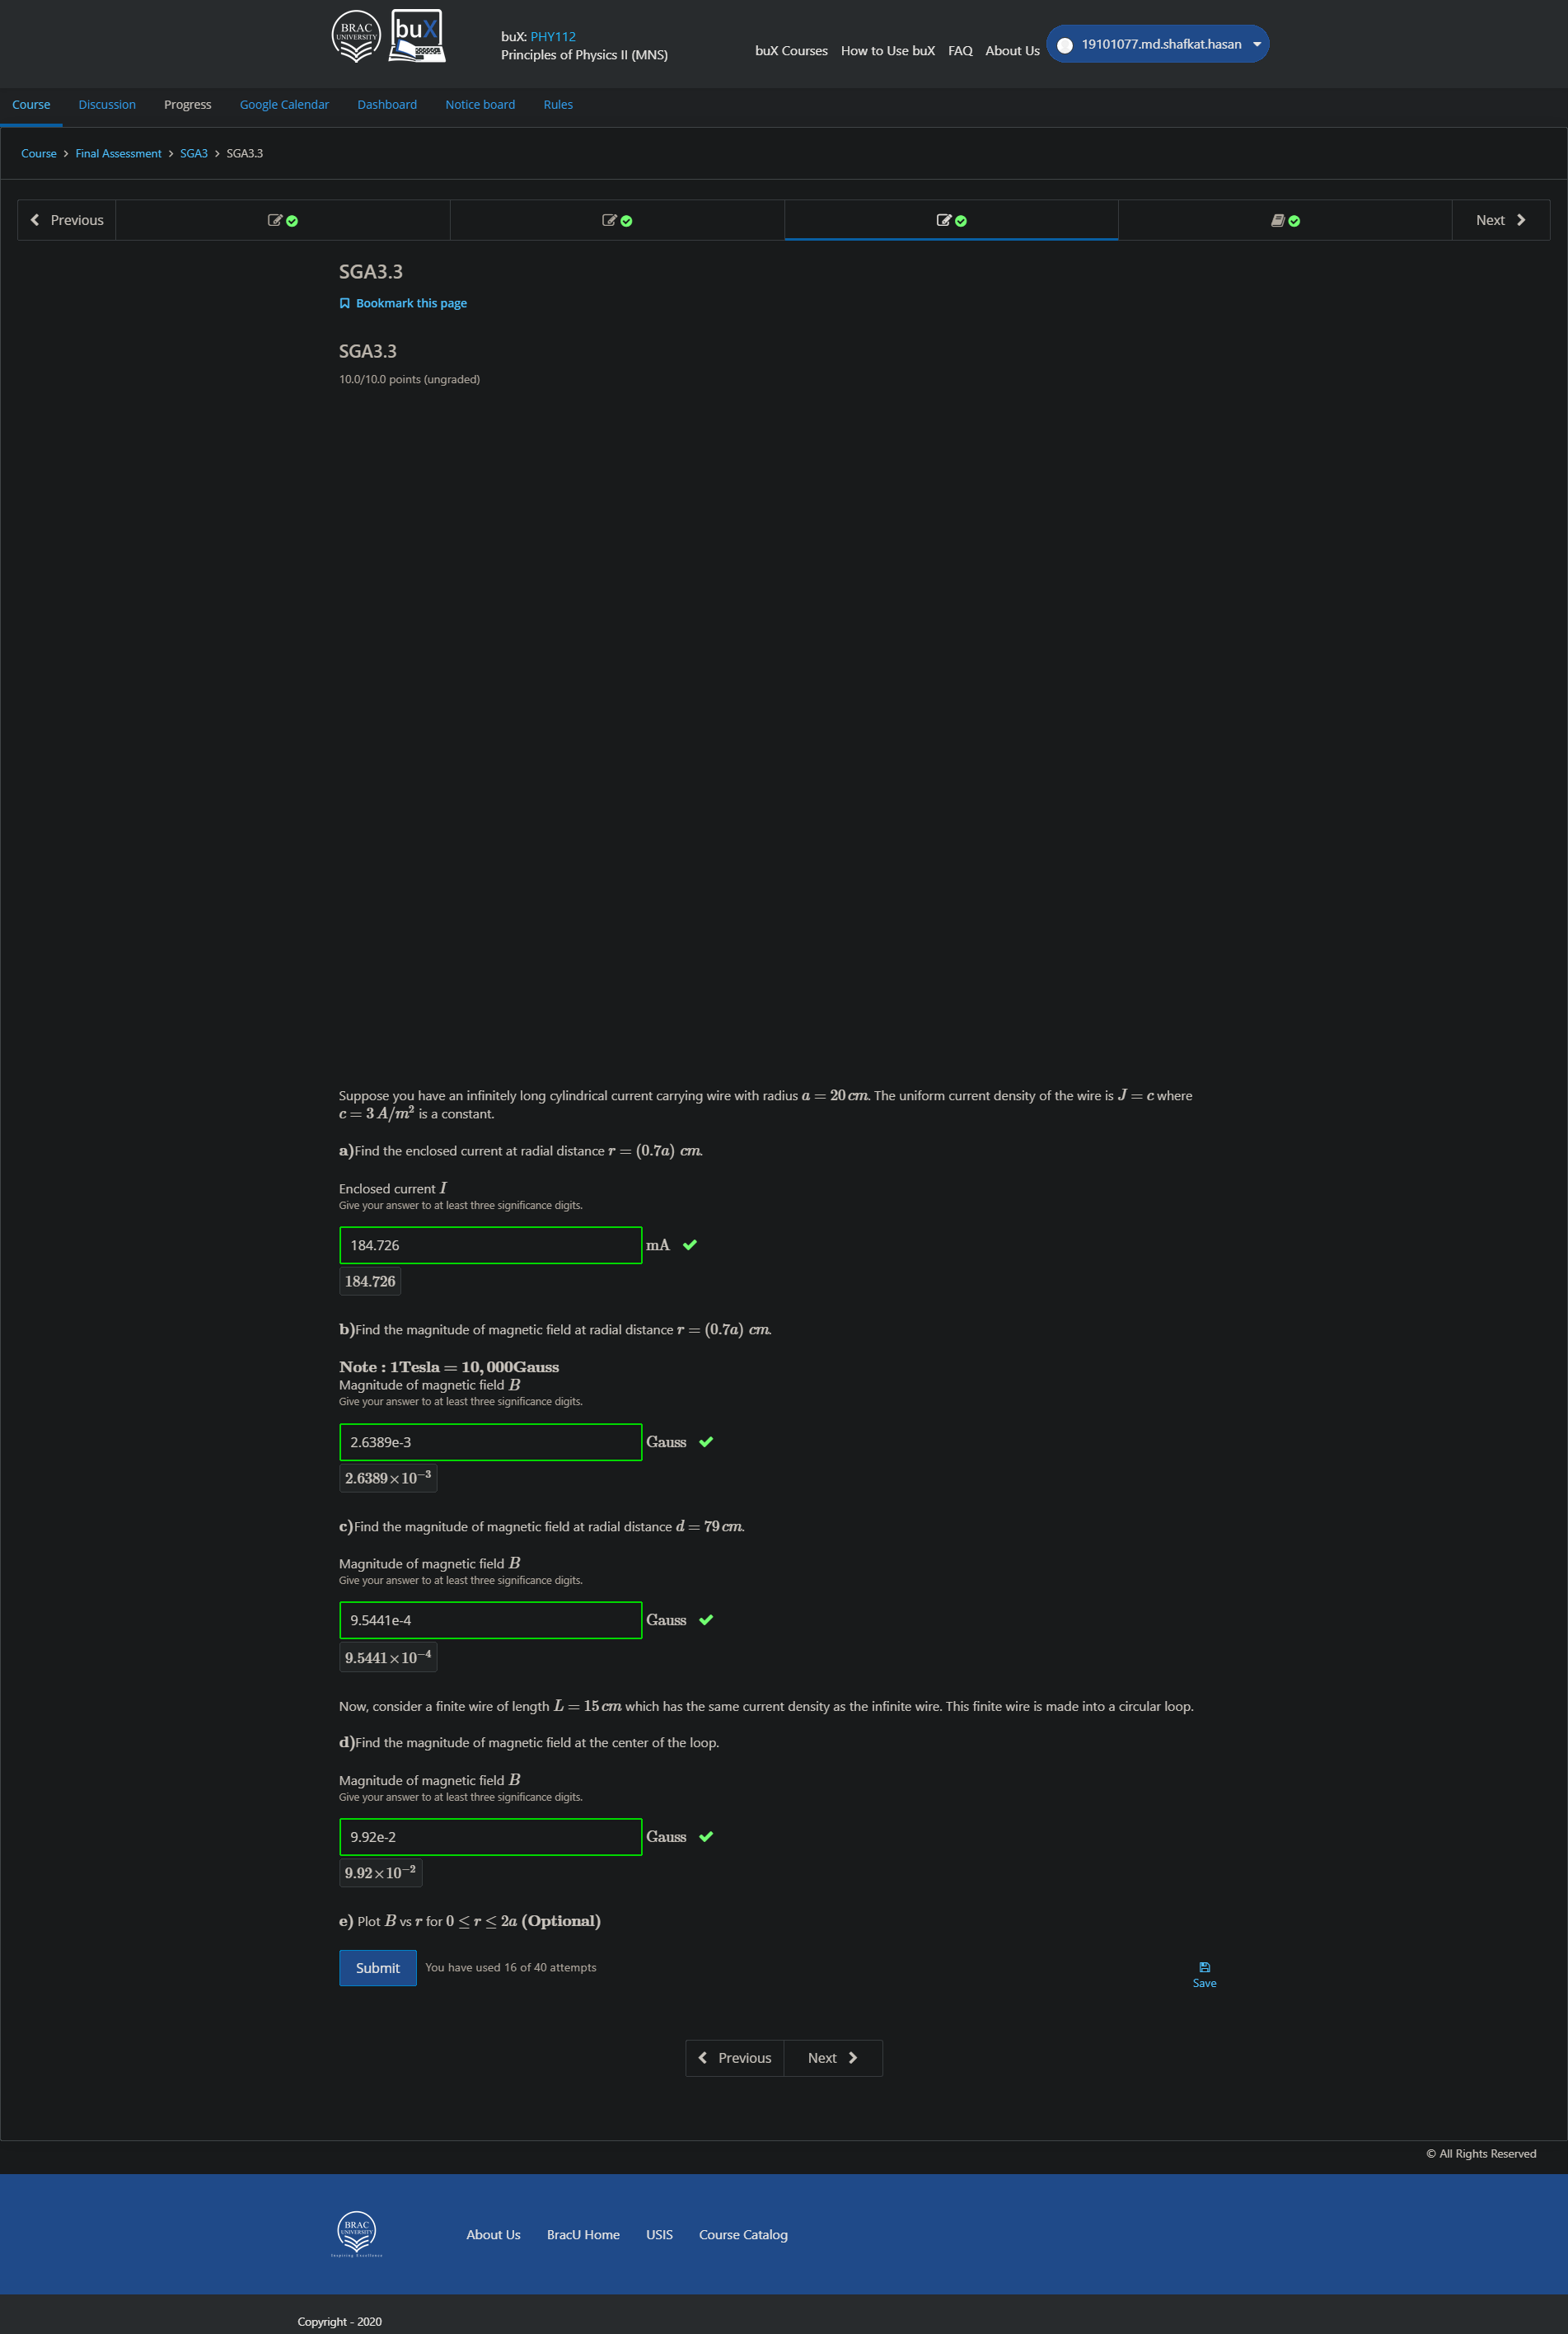 BRAC
UNIVERSITY
buX
buX: PHY112
Principles of Physics II (MNS)
buX Courses How to Use buX FAQ About Us 19101077.md.shafkat.hasan
Course Discussion Progress Google Calendar Dashboard Notice board Rules
Course > Final Assessment > SGA3 > SGA3.3
Previous Next
SGA3.3
Bookmark this page
SGA3.3
10.0/10.0 points (ungraded)
Suppose you have an infinitely long cylindrical current carrying wire with radius a = 20 cm. The uniform current density of the wire is J = c where
c = 3 A/m² is a constant.
a)Find the enclosed current at radial distance r = (0.7a) cm.
Enclosed current I
Give your answer to at least three significance digits.
184.726 mA
184.726
b)Find the magnitude of magnetic field at radial distance r = (0.7a) cm.
Note : 1Tesla = 10, 000Gauss
Magnitude of magnetic field B
Give your answer to at least three significance digits.
2.6389e-3 Gauss
2.6389×10⁻³
c)Find the magnitude of magnetic field at radial distance d = 79 cm.
Magnitude of magnetic field B
Give your answer to at least three significance digits.
9.5441e-4 Gauss
9.5441×10⁻⁴
Now, consider a finite wire of length L = 15 cm which has the same current density as the infinite wire. This finite wire is made into a circular loop.
d)Find the magnitude of magnetic field at the center of the loop.
Magnitude of magnetic field B
Give your answer to at least three significance digits.
9.92e-2 Gauss
9.92×10⁻²
e) Plot B vs r for 0 ≤ r ≤ 2a (Optional)
Submit You have used 16 of 40 attempts
Save
Previous Next
© All Rights Reserved
BRAC
UNIVERSITY
Inspiring Excellence
About Us BracU Home USIS Course Catalog
Copyright - 2020